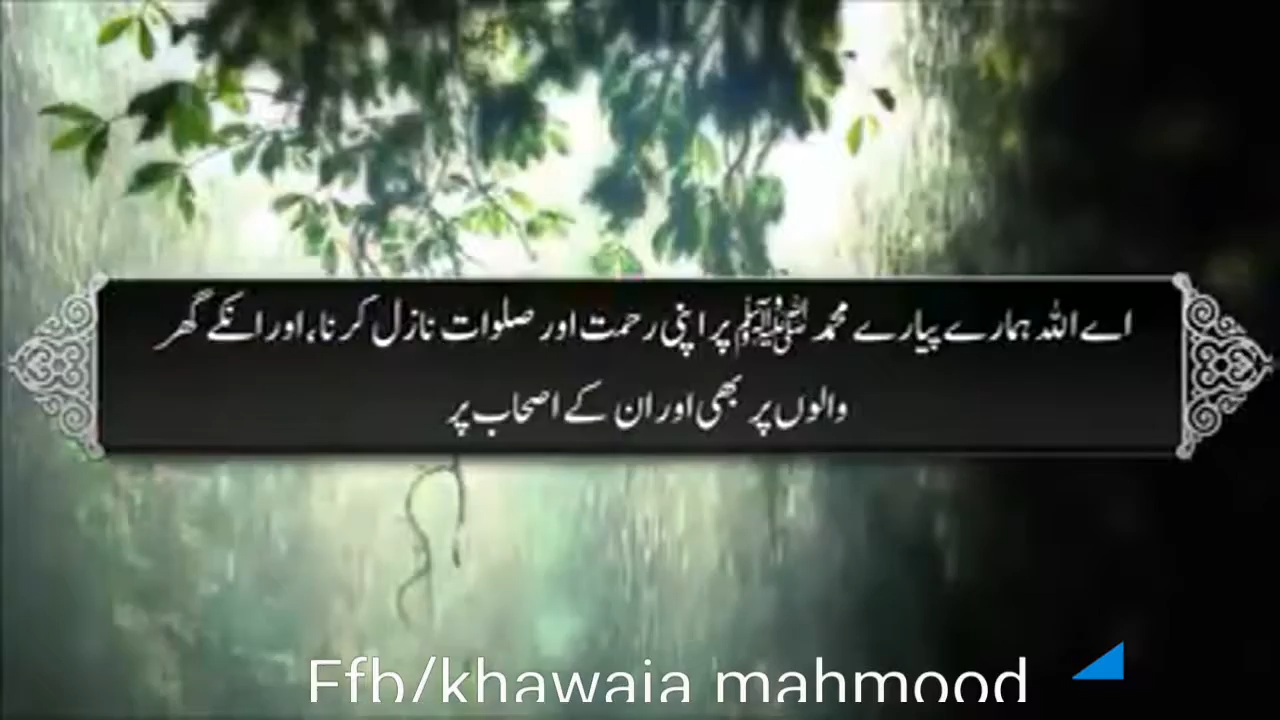 اے اللہ ہمارے پیارے محمد ﷺ پر اپنی رحمت اور صلوات نازل کرنا، اور انکے گھر
والوں پر بھی اور ان کے اصحاب پر
Ffb/khawaja mahmood